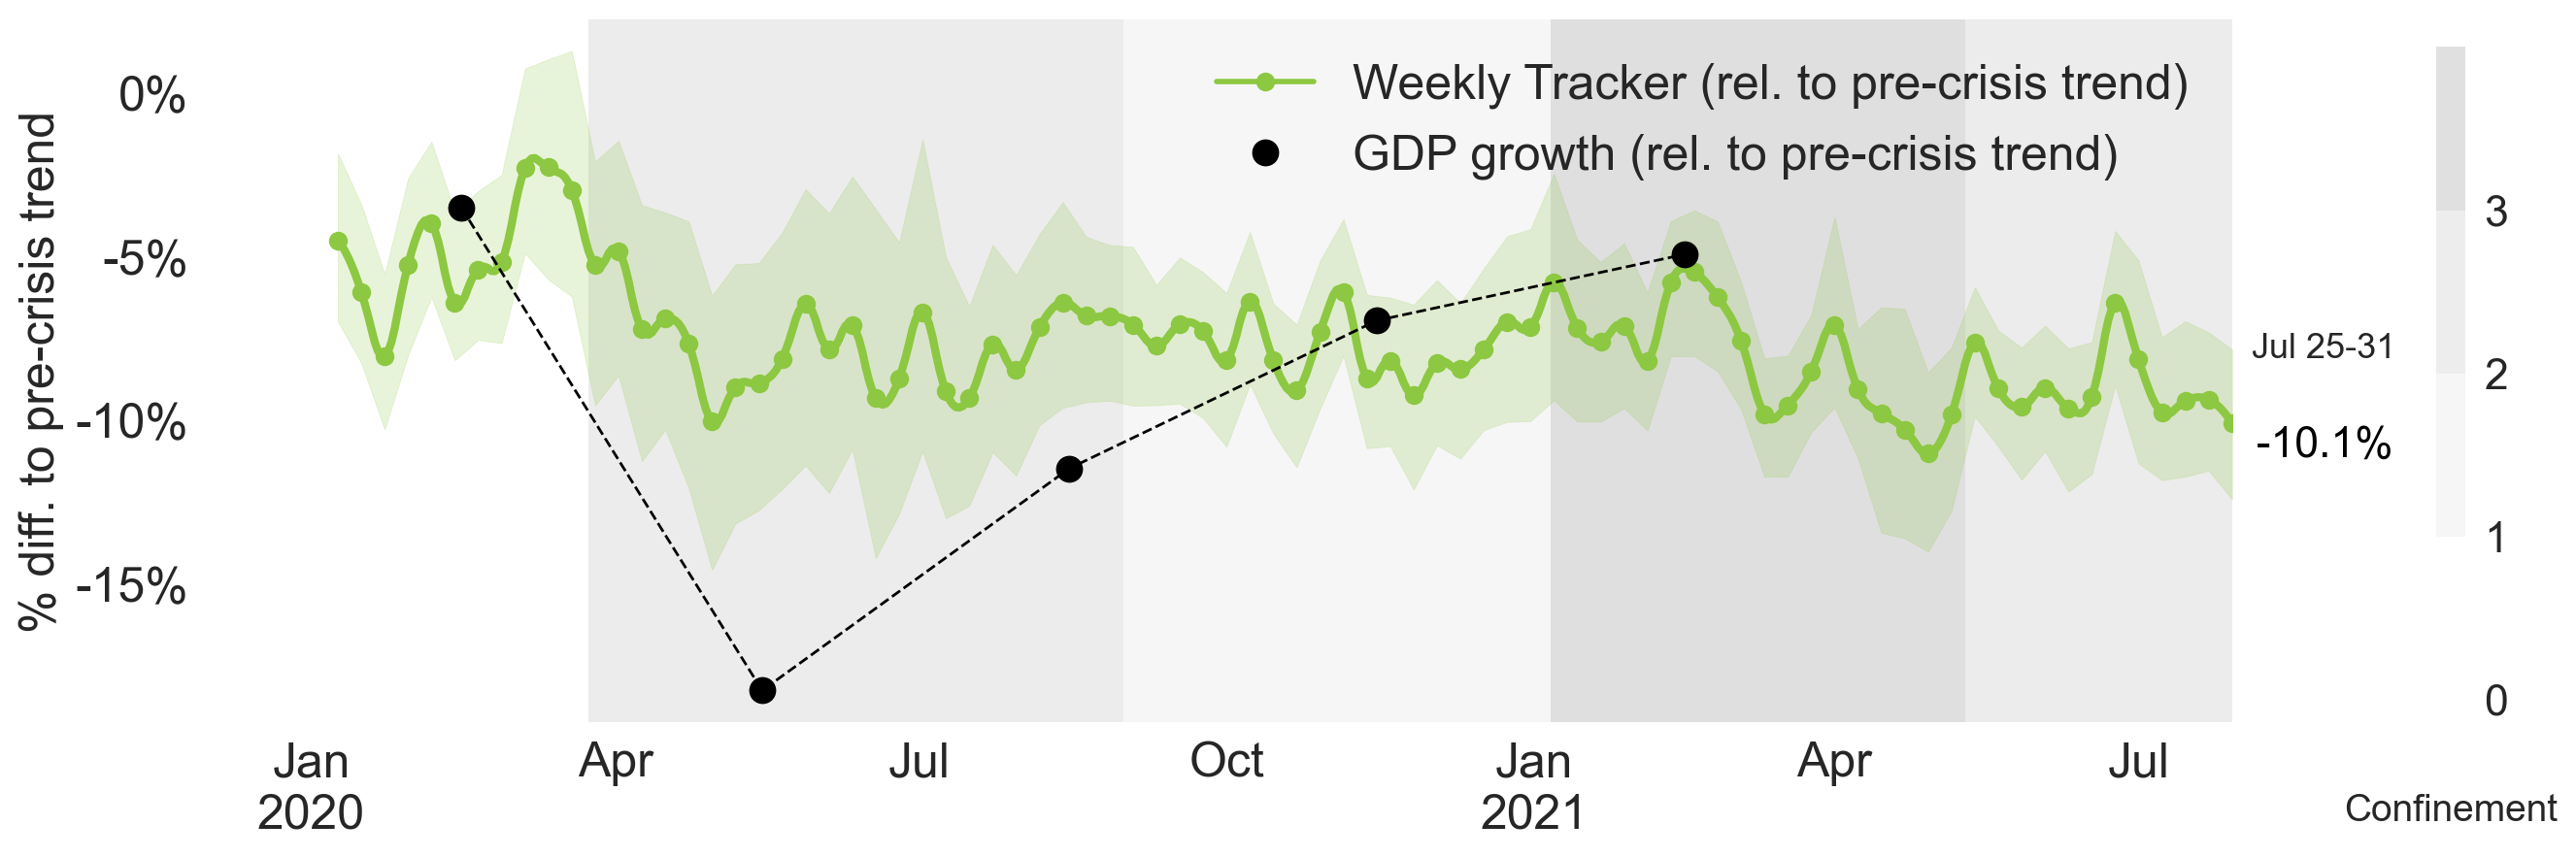 % diff. to pre-crisis trend
0%
-5%
-10%
-15%
Weekly Tracker (rel. to pre-crisis trend)
GDP growth (rel. to pre-crisis trend)
Jul 25-31
-10.1%
3
2
1
0
Confinement
Jan
2020
Apr
Jul
Oct
Jan
2021
Apr
Jul